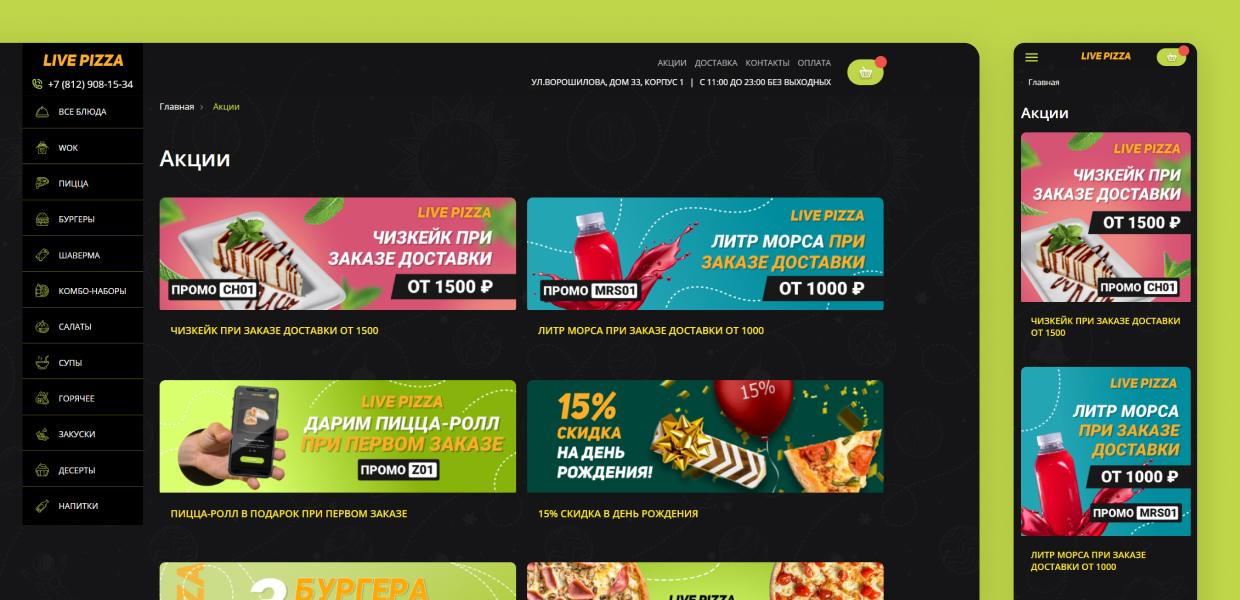 LIVE PIZZA
+7 (812) 908-15-34
ВСЕ БЛЮДА
WOK
ПИЦЦА
БУРГЕРЫ
ШАВЕРМА
КОМБО-НАБОРЫ
САЛАТЫ
СУПЫ
ГОРЯЧЕЕ
ЗАКУСКИ
ДЕСЕРТЫ
НАПИТКИ
АКЦИИ ДОСТАВКА КОНТАКТЫ ОПЛАТА
УЛ.ВОРОШИЛОВА, ДОМ 33, КОРПУС 1 | С 11:00 ДО 23:00 БЕЗ ВЫХОДНЫХ
Главная › Акции
Акции
LIVE PIZZA
ЧИЗКЕЙК ПРИ
ЗАКАЗЕ ДОСТАВКИ
ОТ 1500 ₽
ПРОМО CH01
ЧИЗКЕЙК ПРИ ЗАКАЗЕ ДОСТАВКИ ОТ 1500
LIVE PIZZA
ЛИТР МОРСА ПРИ
ЗАКАЗЕ ДОСТАВКИ
ОТ 1000 ₽
ПРОМО MRS01
ЛИТР МОРСА ПРИ ЗАКАЗЕ ДОСТАВКИ ОТ 1000
LIVE PIZZA
ДАРИМ ПИЦЦА-РОЛЛ
ПРИ ПЕРВОМ ЗАКАЗЕ
ПРОМО Z01
ПИЦЦА-РОЛЛ В ПОДАРОК ПРИ ПЕРВОМ ЗАКАЗЕ
15%
СКИДКА
НА ДЕНЬ
РОЖДЕНИЯ!
15%
15% СКИДКА В ДЕНЬ РОЖДЕНИЯ
3 БУРГЕРА
LIVE PIZZA
LIVE PIZZA
Главная
Акции
LIVE PIZZA
ЧИЗКЕЙК ПРИ
ЗАКАЗЕ ДОСТАВКИ
ОТ 1500 ₽
ПРОМО CH01
ЧИЗКЕЙК ПРИ ЗАКАЗЕ ДОСТАВКИ
ОТ 1500
LIVE PIZZA
ЛИТР МОРСА
ПРИ ЗАКАЗЕ
ДОСТАВКИ
ОТ 1000 ₽
ПРОМО MRS01
ЛИТР МОРСА ПРИ ЗАКАЗЕ
ДОСТАВКИ ОТ 1000